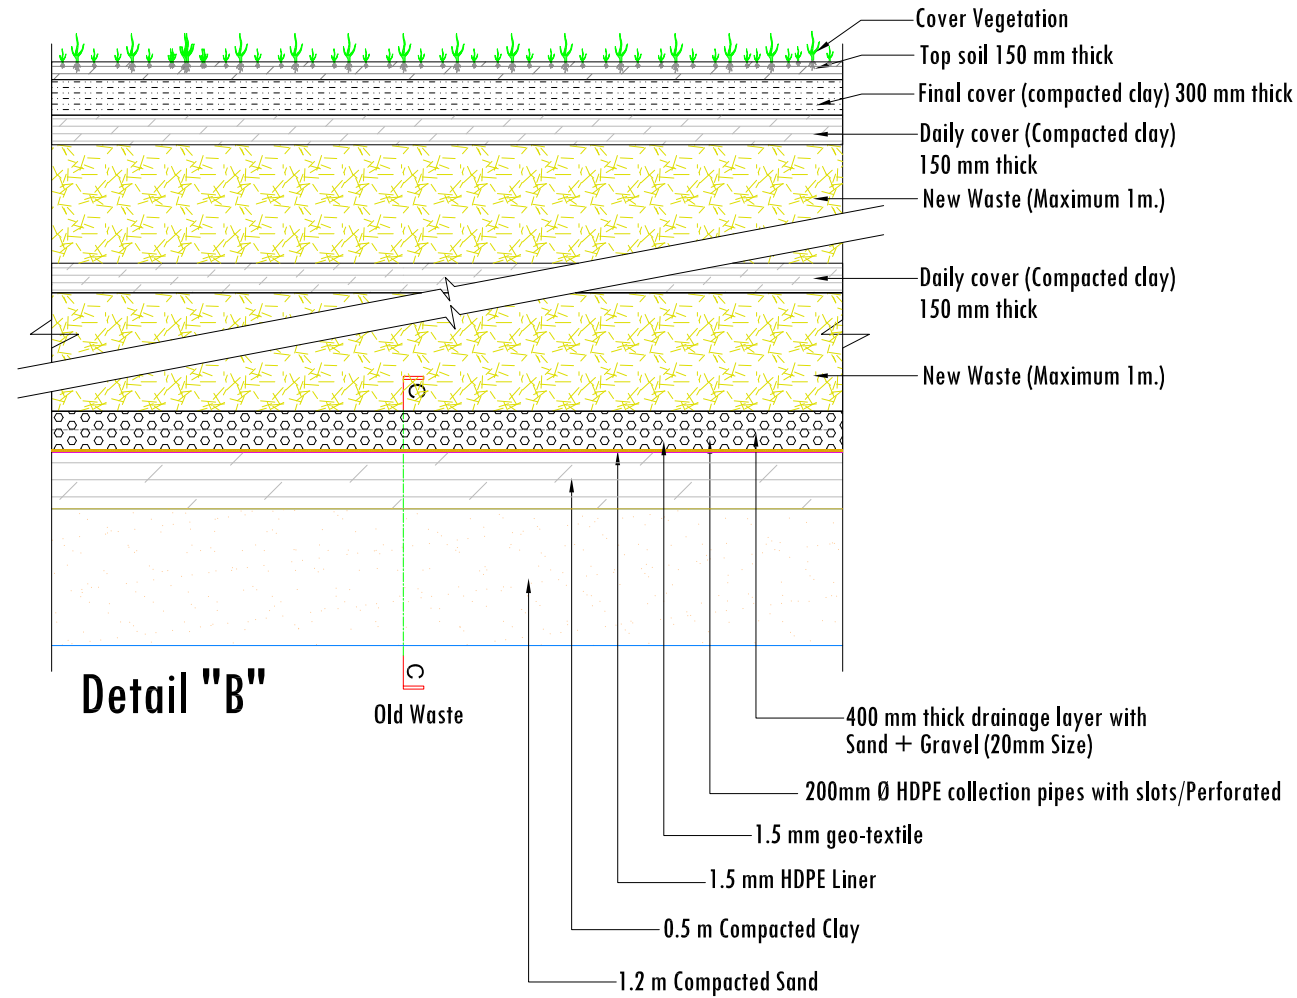 Cover Vegetation
Top soil 150 mm thick
Final cover (compacted clay) 300 mm thick
Daily cover (Compacted clay)
150 mm thick
New Waste (Maximum 1m.)
Daily cover (Compacted clay)
150 mm thick
New Waste (Maximum 1m.)
C
C
Detail "B"
Old Waste
400 mm thick drainage layer with
Sand + Gravel (20mm Size)
200mm Ø HDPE collection pipes with slots/Perforated
1.5 mm geo-textile
1.5 mm HDPE Liner
0.5 m Compacted Clay
1.2 m Compacted Sand